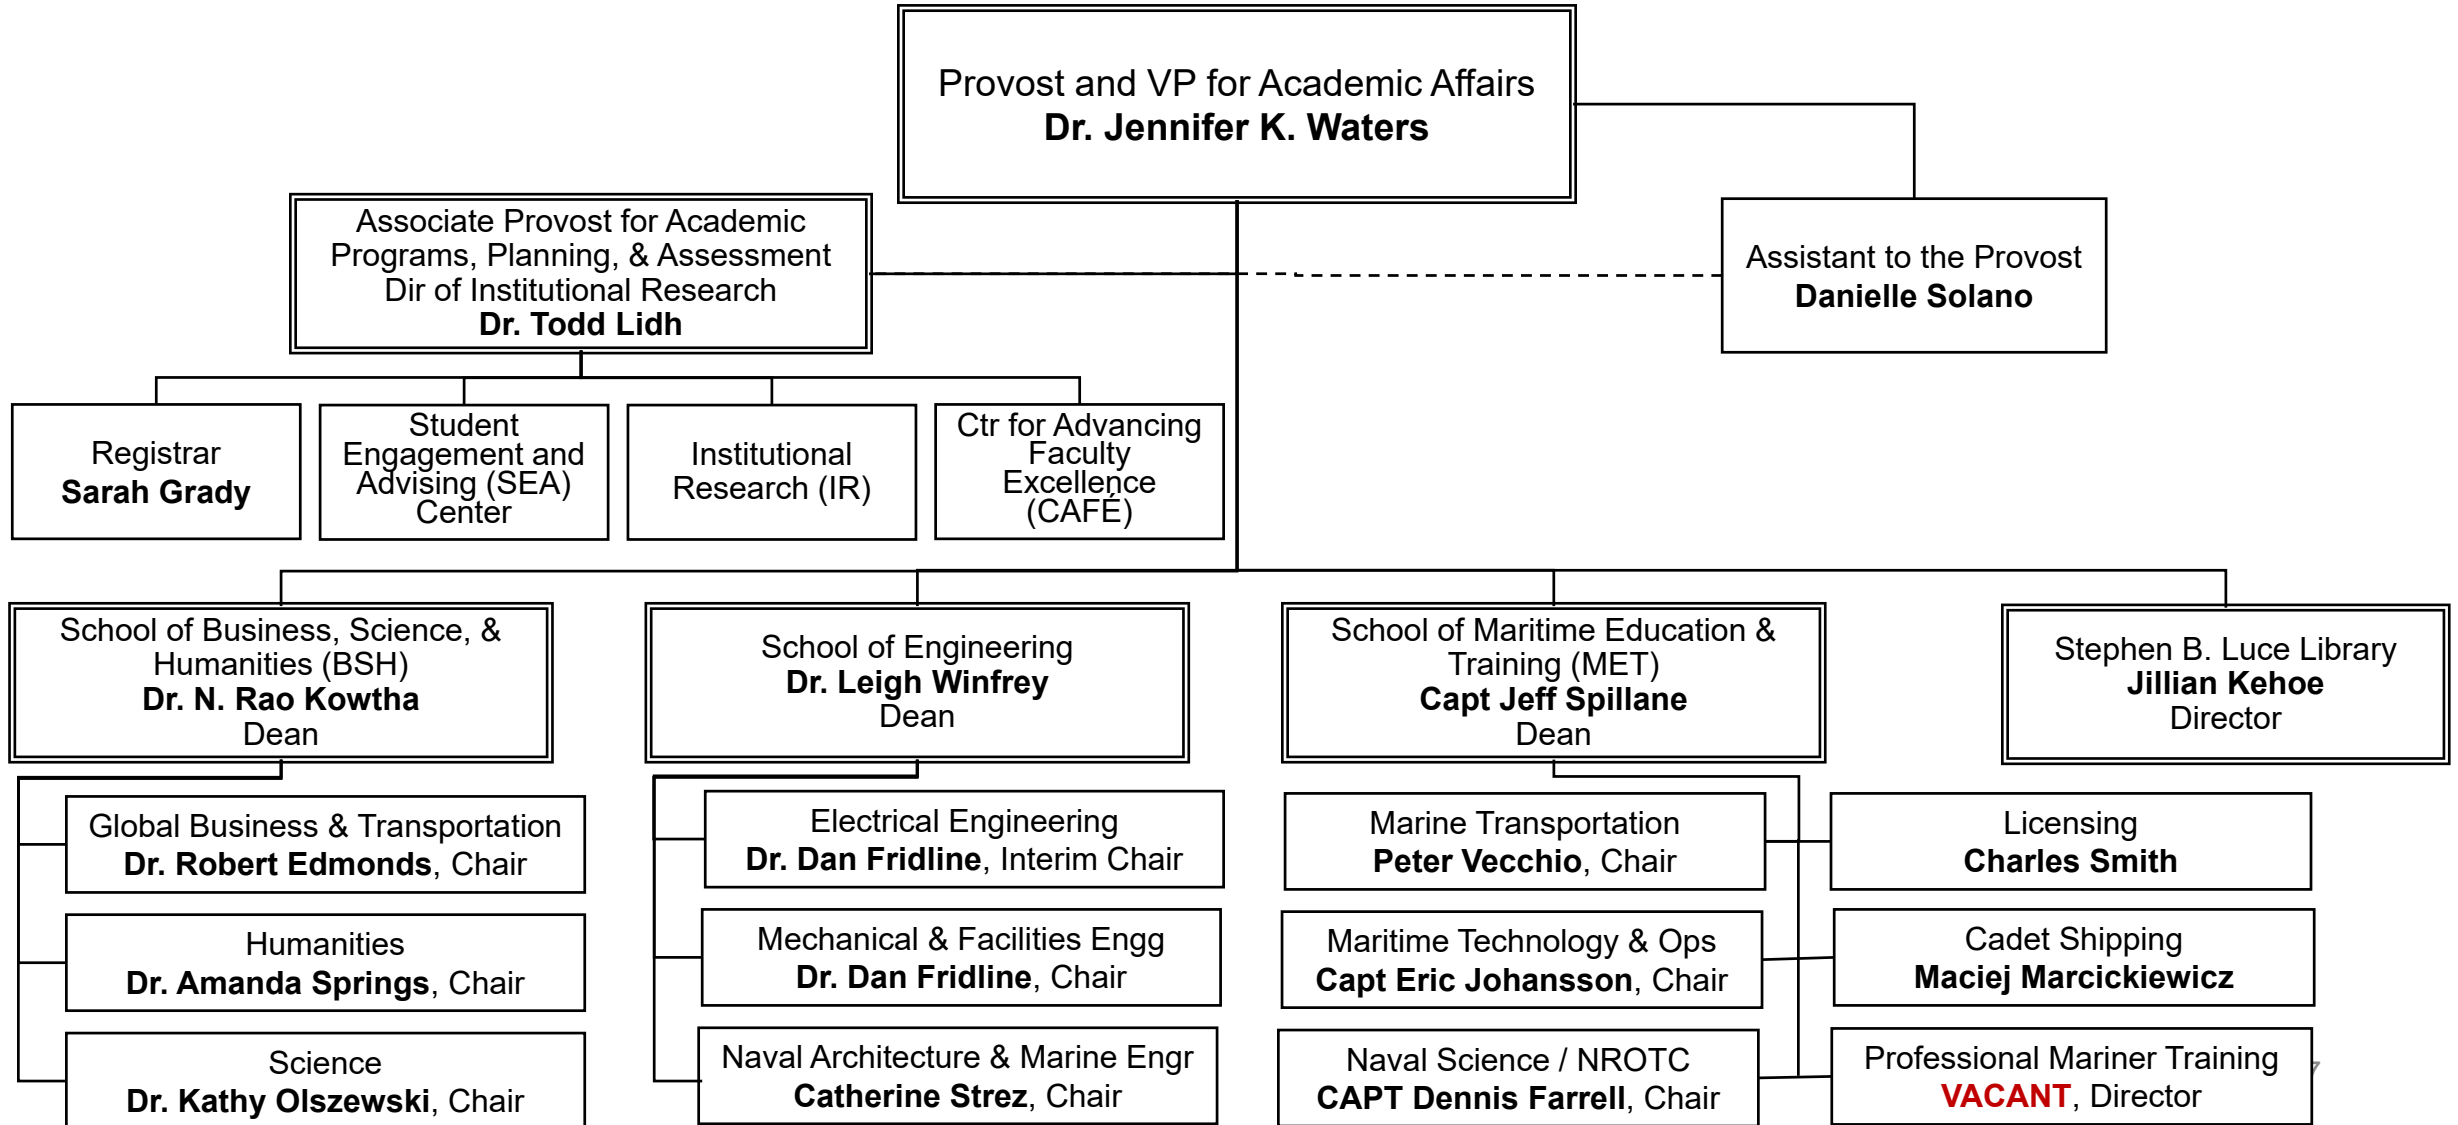 Provost and VP for Academic Affairs
Dr. Jennifer K. Waters
Associate Provost for Academic
Programs, Planning, & Assessment
Dir of Institutional Research
Dr. Todd Lidh
Assistant to the Provost
Danielle Solano
Registrar
Sarah Grady
Student
Engagement and
Advising (SEA)
Center
Institutional
Research (IR)
Ctr for Advancing
Faculty
Excellence
(CAFÉ)
School of Business, Science, &
Humanities (BSH)
Dr. N. Rao Kowtha
Dean
School of Engineering
Dr. Leigh Winfrey
Dean
School of Maritime Education &
Training (MET)
Capt Jeff Spillane
Dean
Stephen B. Luce Library
Jillian Kehoe
Director
Global Business & Transportation
Dr. Robert Edmonds, Chair
Humanities
Dr. Amanda Springs, Chair
Science
Dr. Kathy Olszewski, Chair
Electrical Engineering
Dr. Dan Fridline, Interim Chair
Mechanical & Facilities Engg
Dr. Dan Fridline, Chair
Naval Architecture & Marine Engr
Catherine Strez, Chair
Marine Transportation
Peter Vecchio, Chair
Maritime Technology & Ops
Capt Eric Johansson, Chair
Naval Science / NROTC
CAPT Dennis Farrell, Chair
Licensing
Charles Smith
Cadet Shipping
Maciej Marcickiewicz
Professional Mariner Training
VACANT, Director